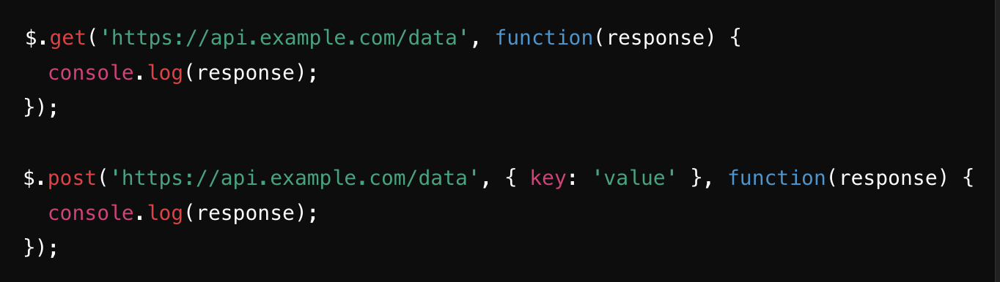 $.get('https://api.example.com/data', function(response) {
  console.log(response);
});

$.post('https://api.example.com/data', { key: 'value' }, function(response) {
  console.log(response);
});